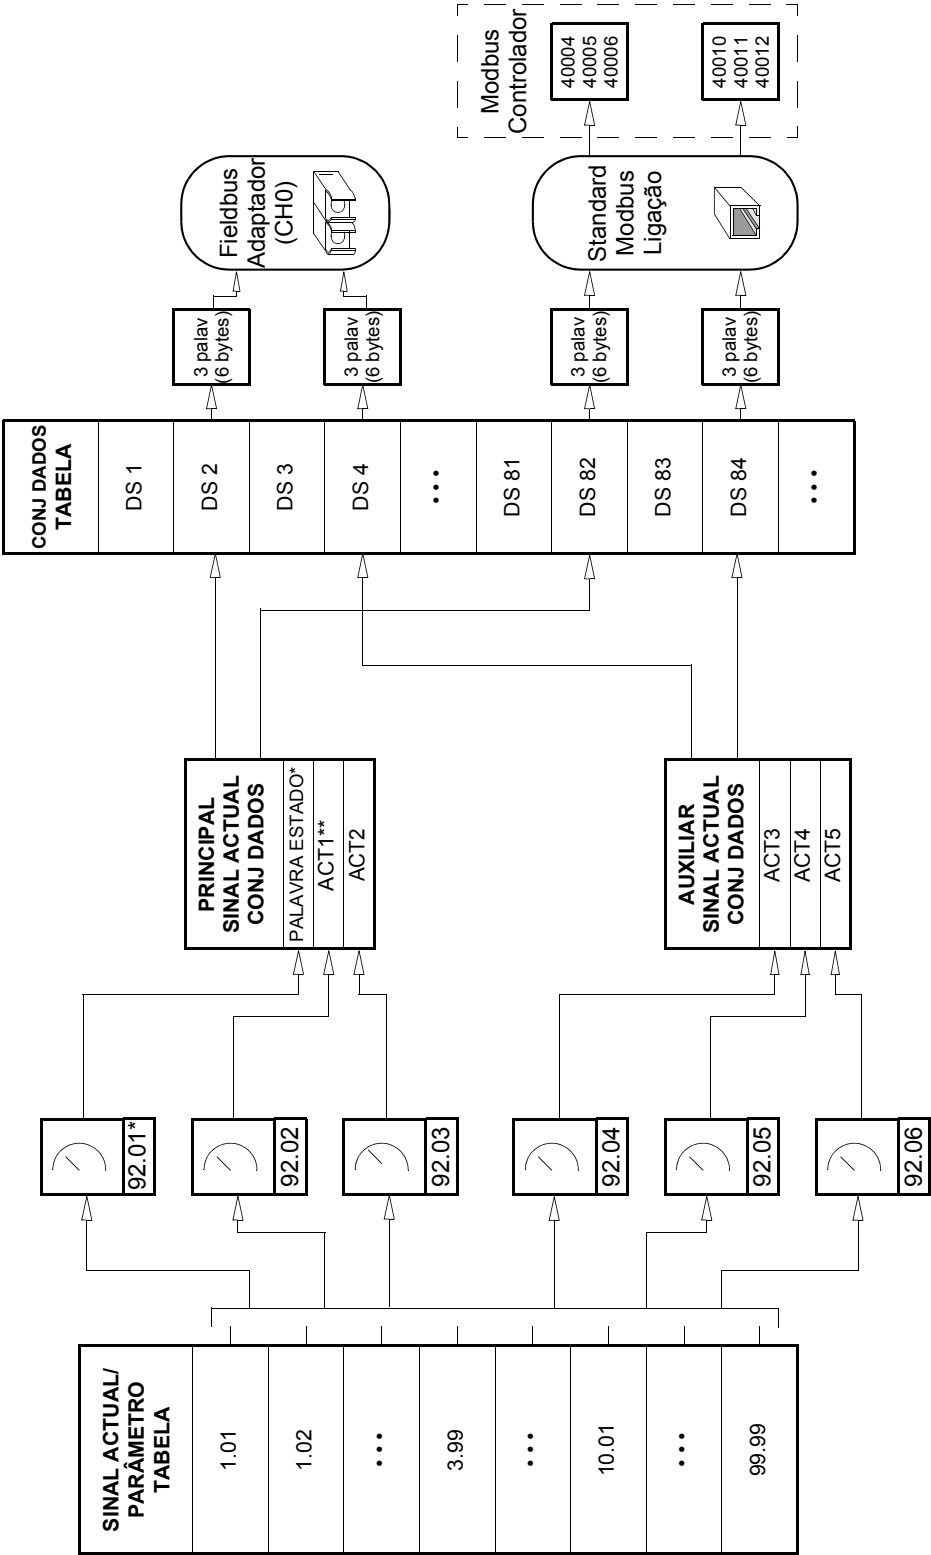 SINAL ACTUAL/
PARÂMETRO
TABELA
1.01
1.02
...
3.99
...
10.01
...
99.99
92.01*
92.02
92.03
92.04
92.05
92.06
PRINCIPAL
SINAL ACTUAL
CONJ DADOS
PALAVRA ESTADO*
ACT1**
ACT2
AUXILIAR
SINAL ACTUAL
CONJ DADOS
ACT3
ACT4
ACT5
CONJ DADOS
TABELA
DS 1
DS 2
DS 3
DS 4
...
DS 81
DS 82
DS 83
DS 84
...
3 palav
(6 bytes)
3 palav
(6 bytes)
3 palav
(6 bytes)
3 palav
(6 bytes)
Fieldbus
Adaptador
(CH0)
Standard
Modbus
Ligação
Modbus
Controlador
40004
40005
40006
40010
40011
40012